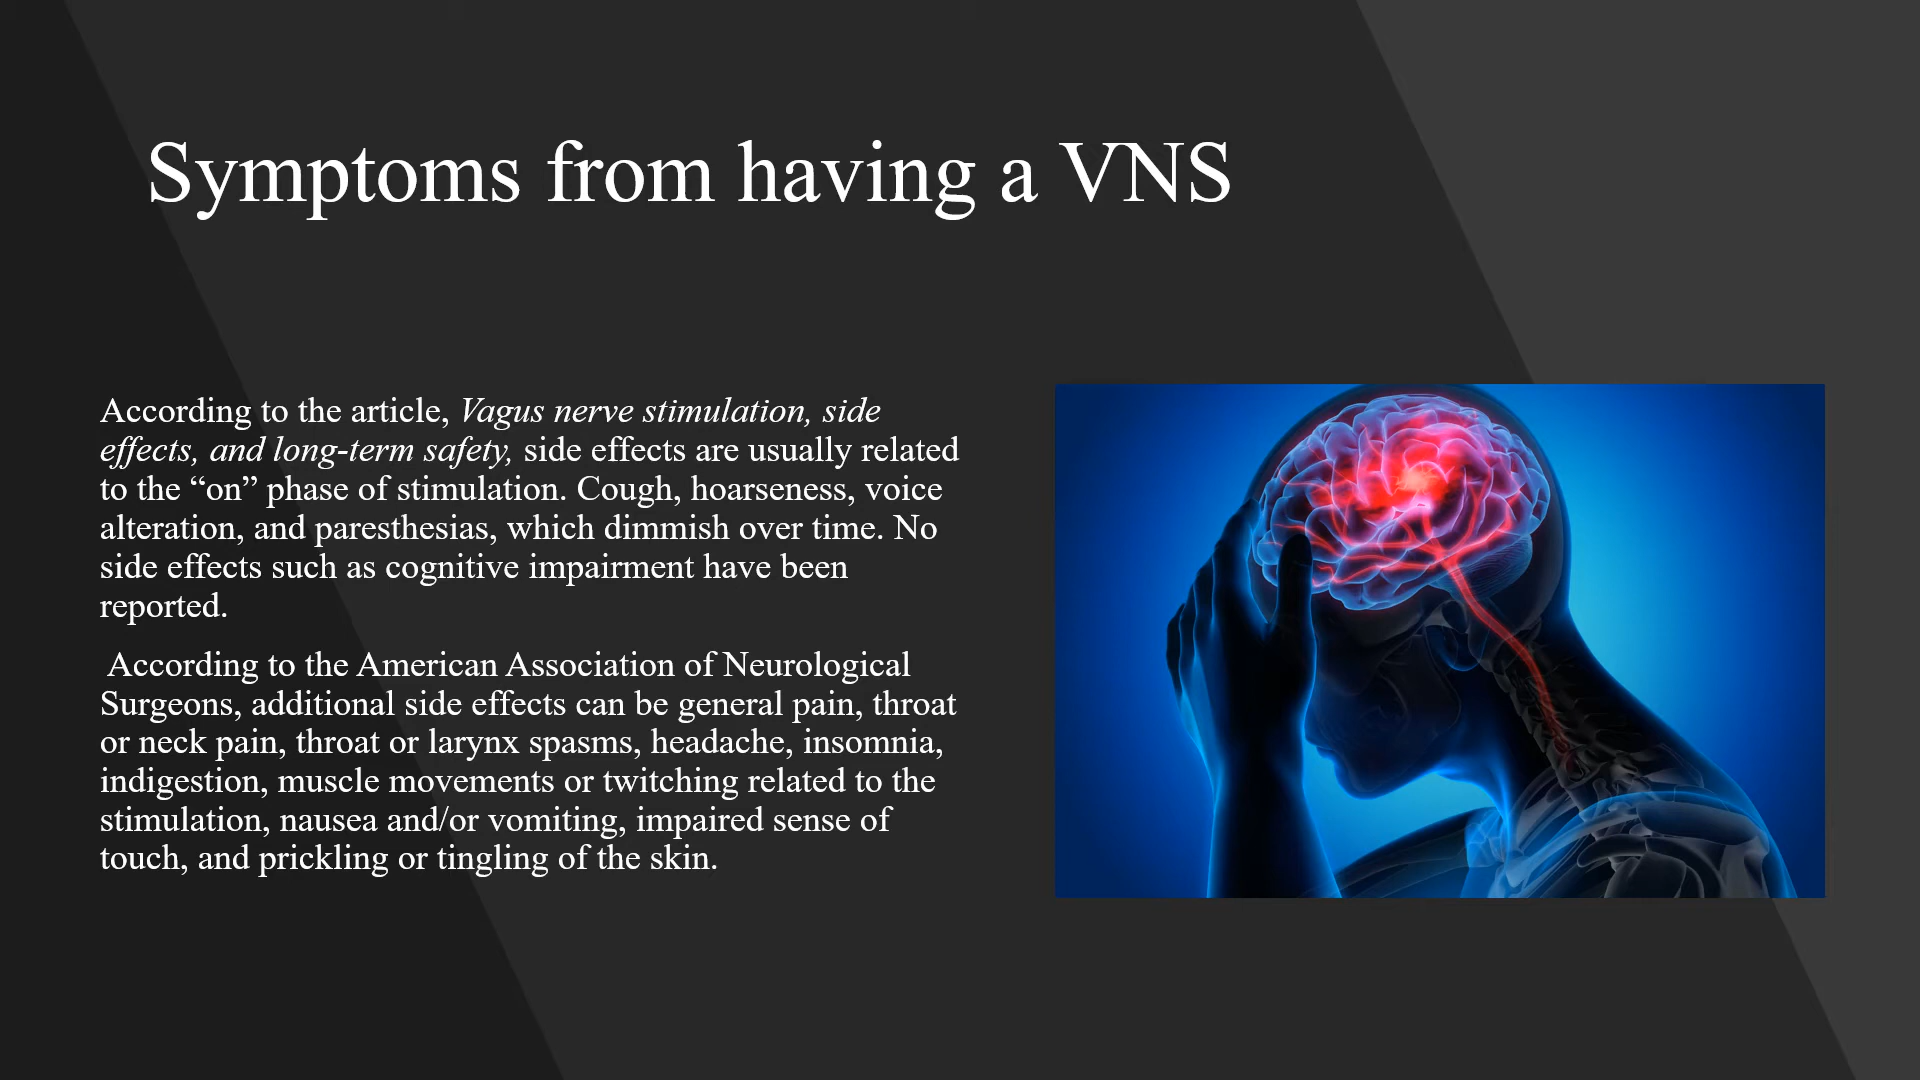 Symptoms from having a VNS
According to the article, Vagus nerve stimulation, side
effects, and long-term safety, side effects are usually related
to the “on” phase of stimulation. Cough, hoarseness, voice
alteration, and paresthesias, which dimmish over time. No
side effects such as cognitive impairment have been
reported.
According to the American Association of Neurological
Surgeons, additional side effects can be general pain, throat
or neck pain, throat or larynx spasms, headache, insomnia,
indigestion, muscle movements or twitching related to the
stimulation, nausea and/or vomiting, impaired sense of
touch, and prickling or tingling of the skin.